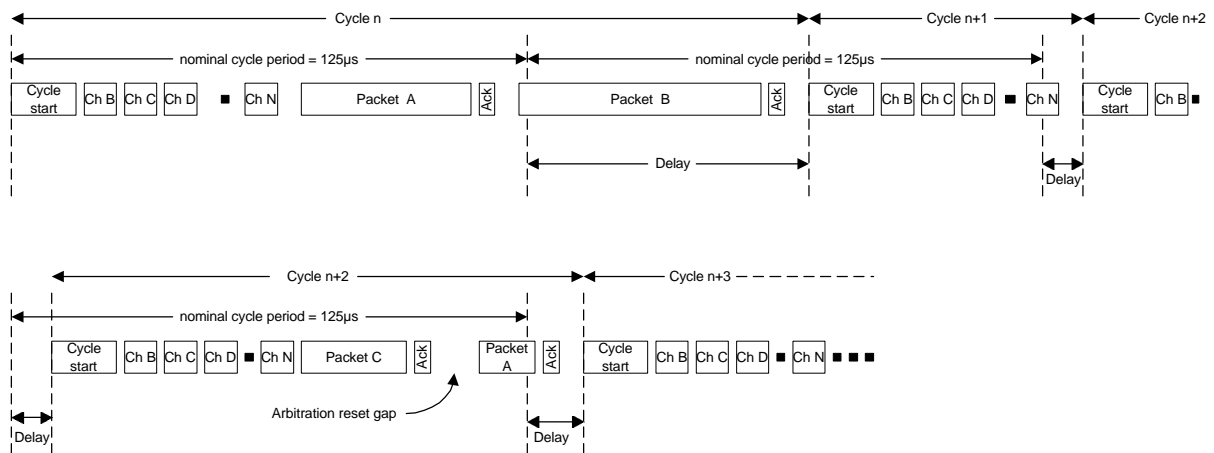 Cycle n
Cycle n+1
Cycle n+2
nominal cycle period = 125µs
nominal cycle period = 125µs
Cycle start
Ch B
Ch C
Ch D
Ch N
Packet A
Ack
Packet B
Ack
Cycle start
Ch B
Ch C
Ch D
Ch N
Cycle start
Ch B
Delay
Delay
Cycle n+2
Cycle n+3
nominal cycle period = 125µs
Cycle start
Ch B
Ch C
Ch D
Ch N
Packet C
Ack
Packet A
Ack
Cycle start
Ch B
Ch C
Ch D
Ch N
Arbitration reset gap
Delay
Delay